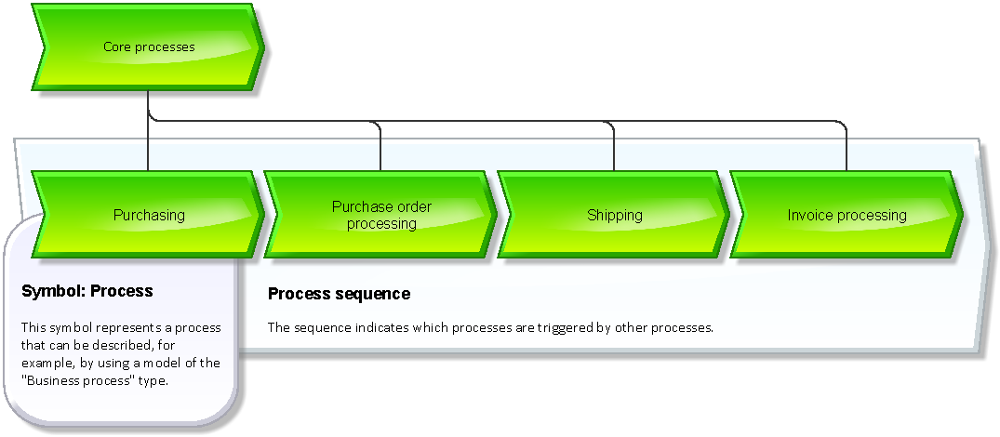 Core processes
Purchasing
Purchase order
processing
Shipping
Invoice processing
Symbol: Process
This symbol represents a process
that can be described, for
example, by using a model of the
"Business process" type.
Process sequence
The sequence indicates which processes are triggered by other processes.